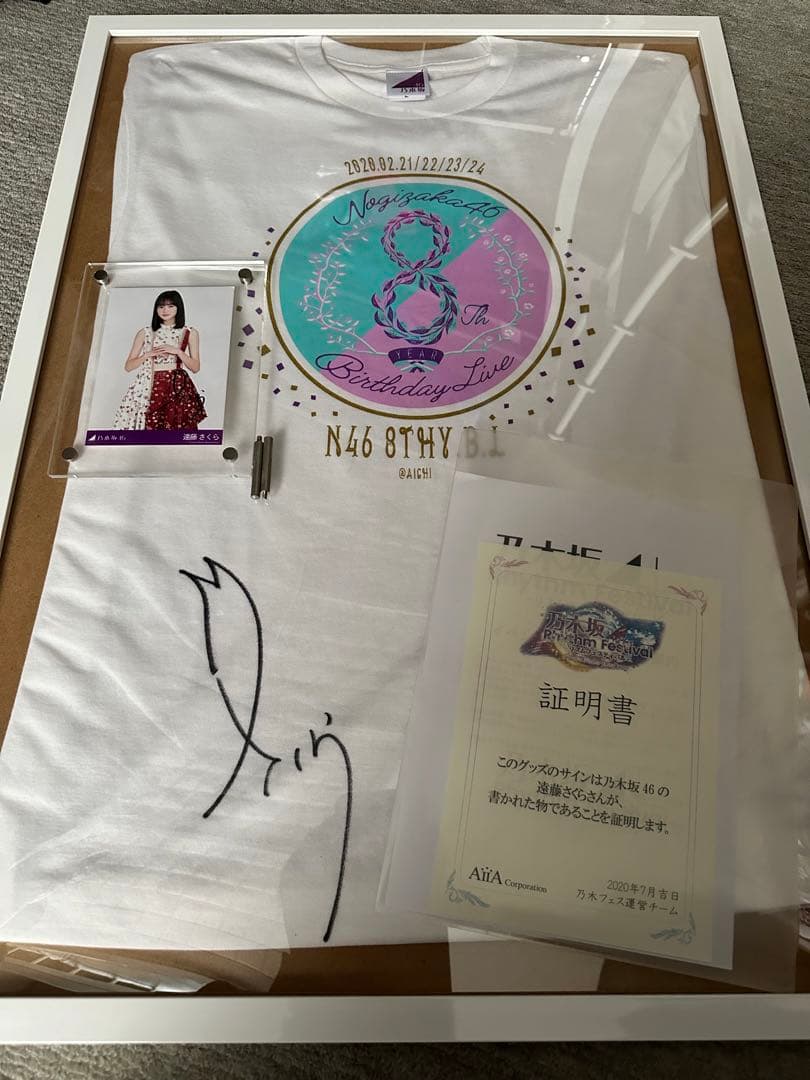 乃木坂46
2020.02.21/22/23/24
Nogizaka46
8
Th
YEAR
Birthday Live
N46 8THY.B.L
@AICHI
乃木坂46
遠藤 さくら
乃木坂
乃木坂
Rhythm Festival
証明書
このグッズのサインは乃木坂46の
遠藤さくらさんが、
書かれた物であることを証明します。
AiiA Corporation
2020年7月吉日
乃木フェス運営チーム